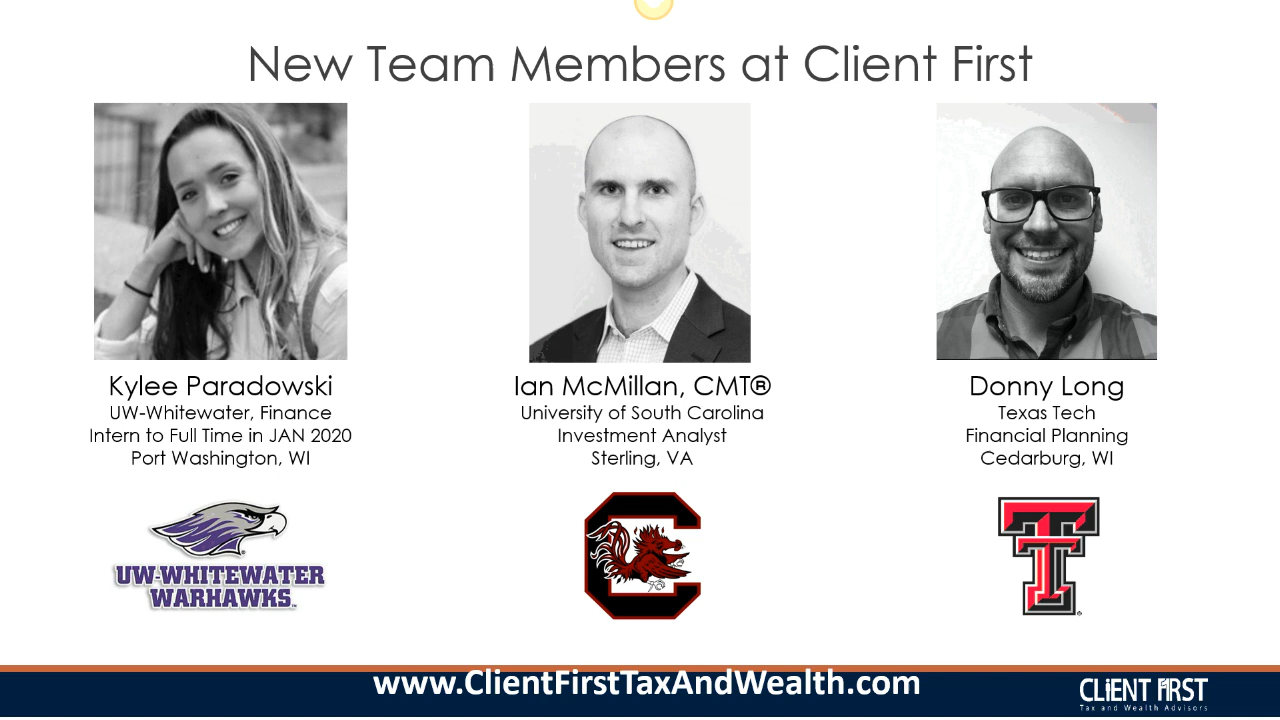 New Team Members at Client First
Kylee Paradowski
UW-Whitewater, Finance
Intern to Full Time in JAN 2020
Port Washington, WI
Ian McMillan, CMT®
University of South Carolina
Investment Analyst
Sterling, VA
Donny Long
Texas Tech
Financial Planning
Cedarburg, WI
UW-WHITEWATER
WARHAWKS
C
TT
www.ClientFirstTaxAndWealth.com
CLiENT FIRST
Tax and Wealth Advisors